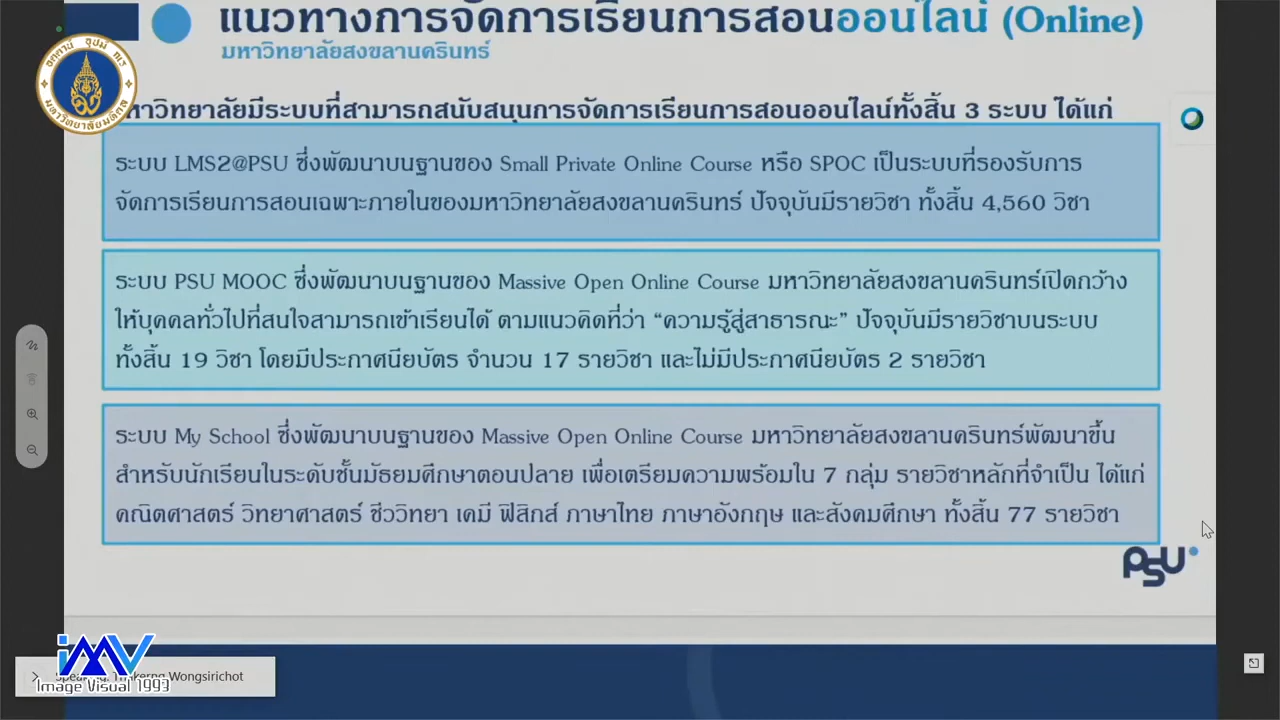 แนวทางการจัดการเรียนการสอนออนไลน์ (Online)
มหาวิทยาลัยสงขลานครินทร์
มหาวิทยาลัยมีระบบที่สามารถสนับสนุนการจัดการเรียนการสอนออนไลน์ทั้งสิ้น 3 ระบบ ได้แก่
ระบบ LMS2@PSU ซึ่งพัฒนาบนฐานของ Small Private Online Course หรือ SPOC เป็นระบบที่รองรับการ
จัดการเรียนการสอนเฉพาะภายในของมหาวิทยาลัยสงขลานครินทร์ ปัจจุบันมีรายวิชา ทั้งสิ้น 4,560 วิชา
ระบบ PSU MOOC ซึ่งพัฒนาบนฐานของ Massive Open Online Course มหาวิทยาลัยสงขลานครินทร์เปิดกว้าง
ให้บุคคลทั่วไปที่สนใจสามารถเข้าเรียนได้ ตามแนวคิดที่ว่า “ความรู้สู่สาธารณะ” ปัจจุบันมีรายวิชาบนระบบ
ทั้งสิ้น 19 วิชา โดยมีประกาศนียบัตร จำนวน 17 รายวิชา และไม่มีประกาศนียบัตร 2 รายวิชา
ระบบ My School ซึ่งพัฒนาบนฐานของ Massive Open Online Course มหาวิทยาลัยสงขลานครินทร์พัฒนาขึ้น
สำหรับนักเรียนในระดับชั้นมัธยมศึกษาตอนปลาย เพื่อเตรียมความพร้อมใน 7 กลุ่ม รายวิชาหลักที่จำเป็น ได้แก่
คณิตศาสตร์ วิทยาศาสตร์ ชีววิทยา เคมี ฟิสิกส์ ภาษาไทย ภาษาอังกฤษ และสังคมศึกษา ทั้งสิ้น 77 รายวิชา
PSU
iMV
Wongsirichot
Image Visual 1993